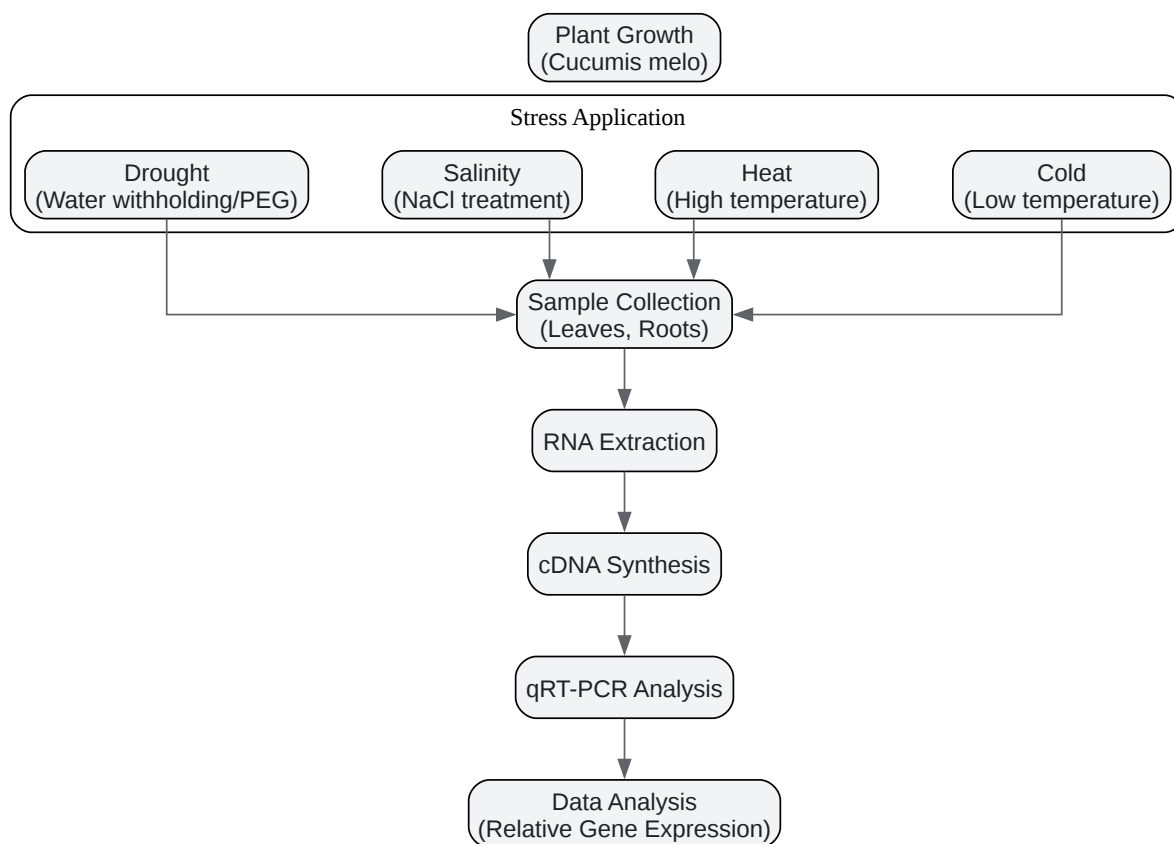 Plant Growth
(Cucumis melo)
Stress Application
Drought
(Water withholding/PEG)
Salinity
(NaCl treatment)
Heat
(High temperature)
Cold
(Low temperature)
Sample Collection
(Leaves, Roots)
RNA Extraction
cDNA Synthesis
qRT-PCR Analysis
Data Analysis
(Relative Gene Expression)